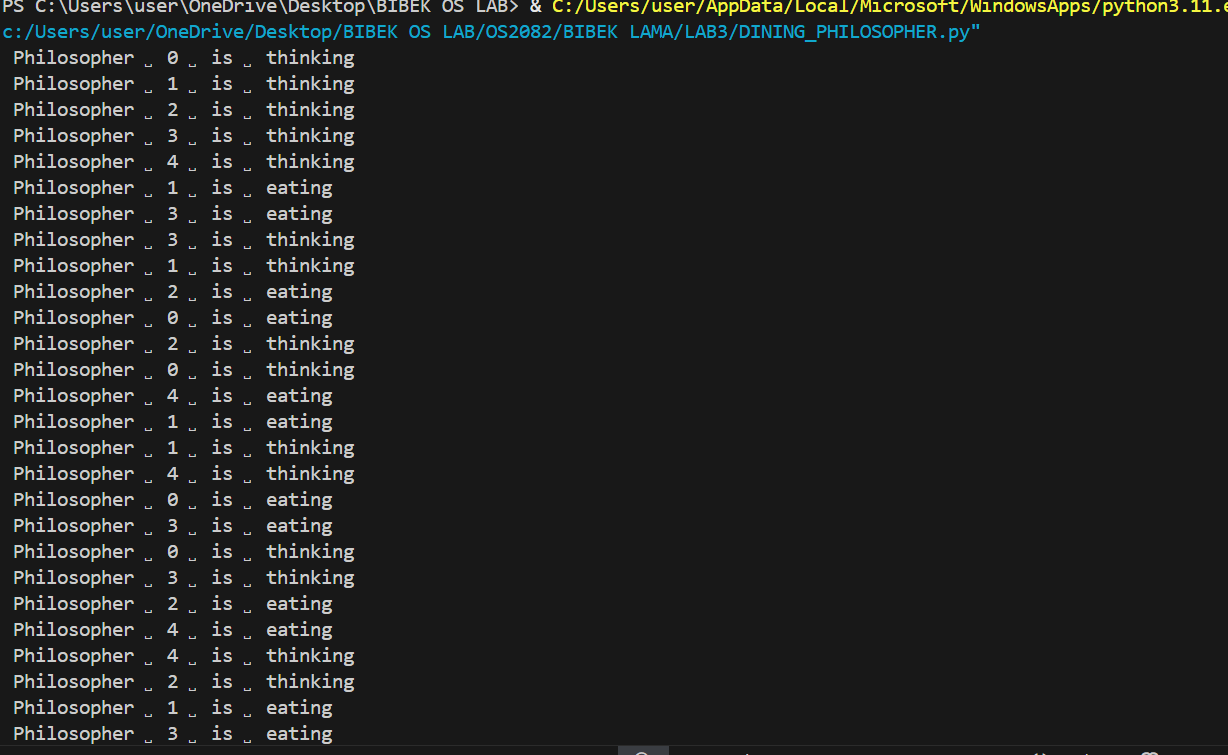 PS C:\Users\user\OneDrive\Desktop\BIBEK OS LAB> & C:/Users/user/AppData/Local/Microsoft/WindowsApps/python3.11.e
c:/Users/user/OneDrive/Desktop/BIBEK OS LAB/OS2082/BIBEK LAMA/LAB3/DINING_PHILOSOPHER.py"
Philosopher ␣ 0 ␣ is ␣ thinking
Philosopher ␣ 1 ␣ is ␣ thinking
Philosopher ␣ 2 ␣ is ␣ thinking
Philosopher ␣ 3 ␣ is ␣ thinking
Philosopher ␣ 4 ␣ is ␣ thinking
Philosopher ␣ 1 ␣ is ␣ eating
Philosopher ␣ 3 ␣ is ␣ eating
Philosopher ␣ 3 ␣ is ␣ thinking
Philosopher ␣ 1 ␣ is ␣ thinking
Philosopher ␣ 2 ␣ is ␣ eating
Philosopher ␣ 0 ␣ is ␣ eating
Philosopher ␣ 2 ␣ is ␣ thinking
Philosopher ␣ 0 ␣ is ␣ thinking
Philosopher ␣ 4 ␣ is ␣ eating
Philosopher ␣ 1 ␣ is ␣ eating
Philosopher ␣ 1 ␣ is ␣ thinking
Philosopher ␣ 4 ␣ is ␣ thinking
Philosopher ␣ 0 ␣ is ␣ eating
Philosopher ␣ 3 ␣ is ␣ eating
Philosopher ␣ 0 ␣ is ␣ thinking
Philosopher ␣ 3 ␣ is ␣ thinking
Philosopher ␣ 2 ␣ is ␣ eating
Philosopher ␣ 4 ␣ is ␣ eating
Philosopher ␣ 4 ␣ is ␣ thinking
Philosopher ␣ 2 ␣ is ␣ thinking
Philosopher ␣ 1 ␣ is ␣ eating
Philosopher ␣ 3 ␣ is ␣ eating